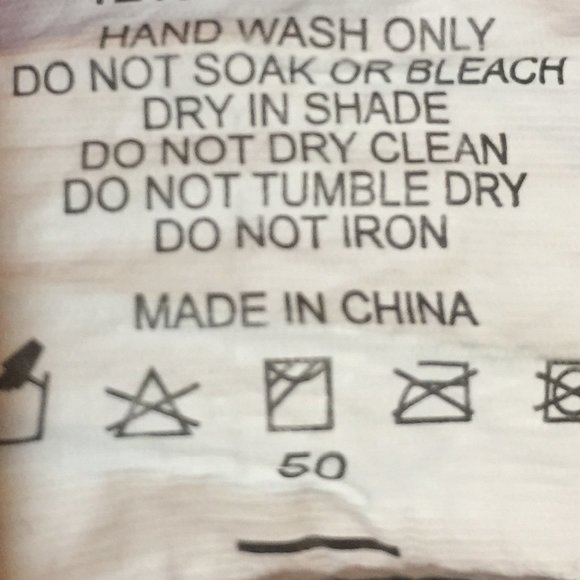 HAND WASH ONLY
DO NOT SOAK OR BLEACH
DRY IN SHADE
DO NOT DRY CLEAN
DO NOT TUMBLE DRY
DO NOT IRON
MADE IN CHINA
50